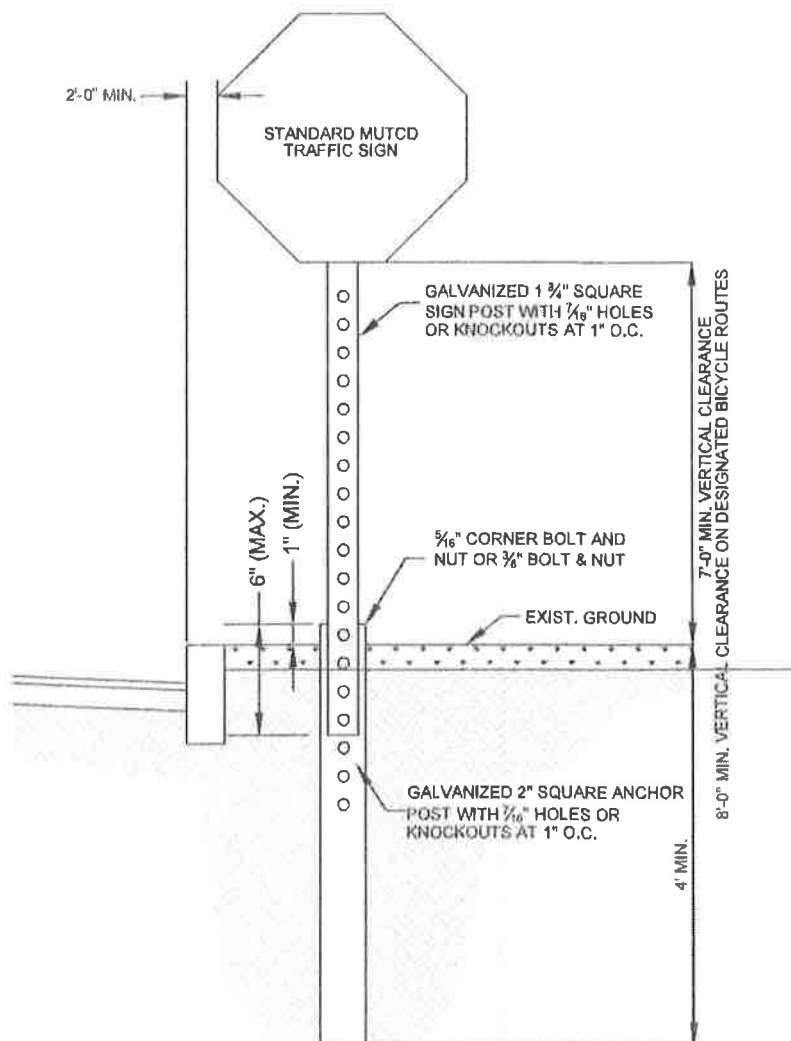 2'-0" MIN.
STANDARD MUTCD
TRAFFIC SIGN
GALVANIZED 1 ¾" SQUARE
SIGN POST WITH 7/16" HOLES
OR KNOCKOUTS AT 1" O.C.
7'-0" MIN. VERTICAL CLEARANCE
8'-0" MIN. VERTICAL CLEARANCE ON DESIGNATED BICYCLE ROUTES
6" (MAX.)
1" (MIN.)
5/16" CORNER BOLT AND
NUT OR 3/8" BOLT & NUT
EXIST. GROUND
GALVANIZED 2" SQUARE ANCHOR
POST WITH 7/16" HOLES OR
KNOCKOUTS AT 1" O.C.
4' MIN.